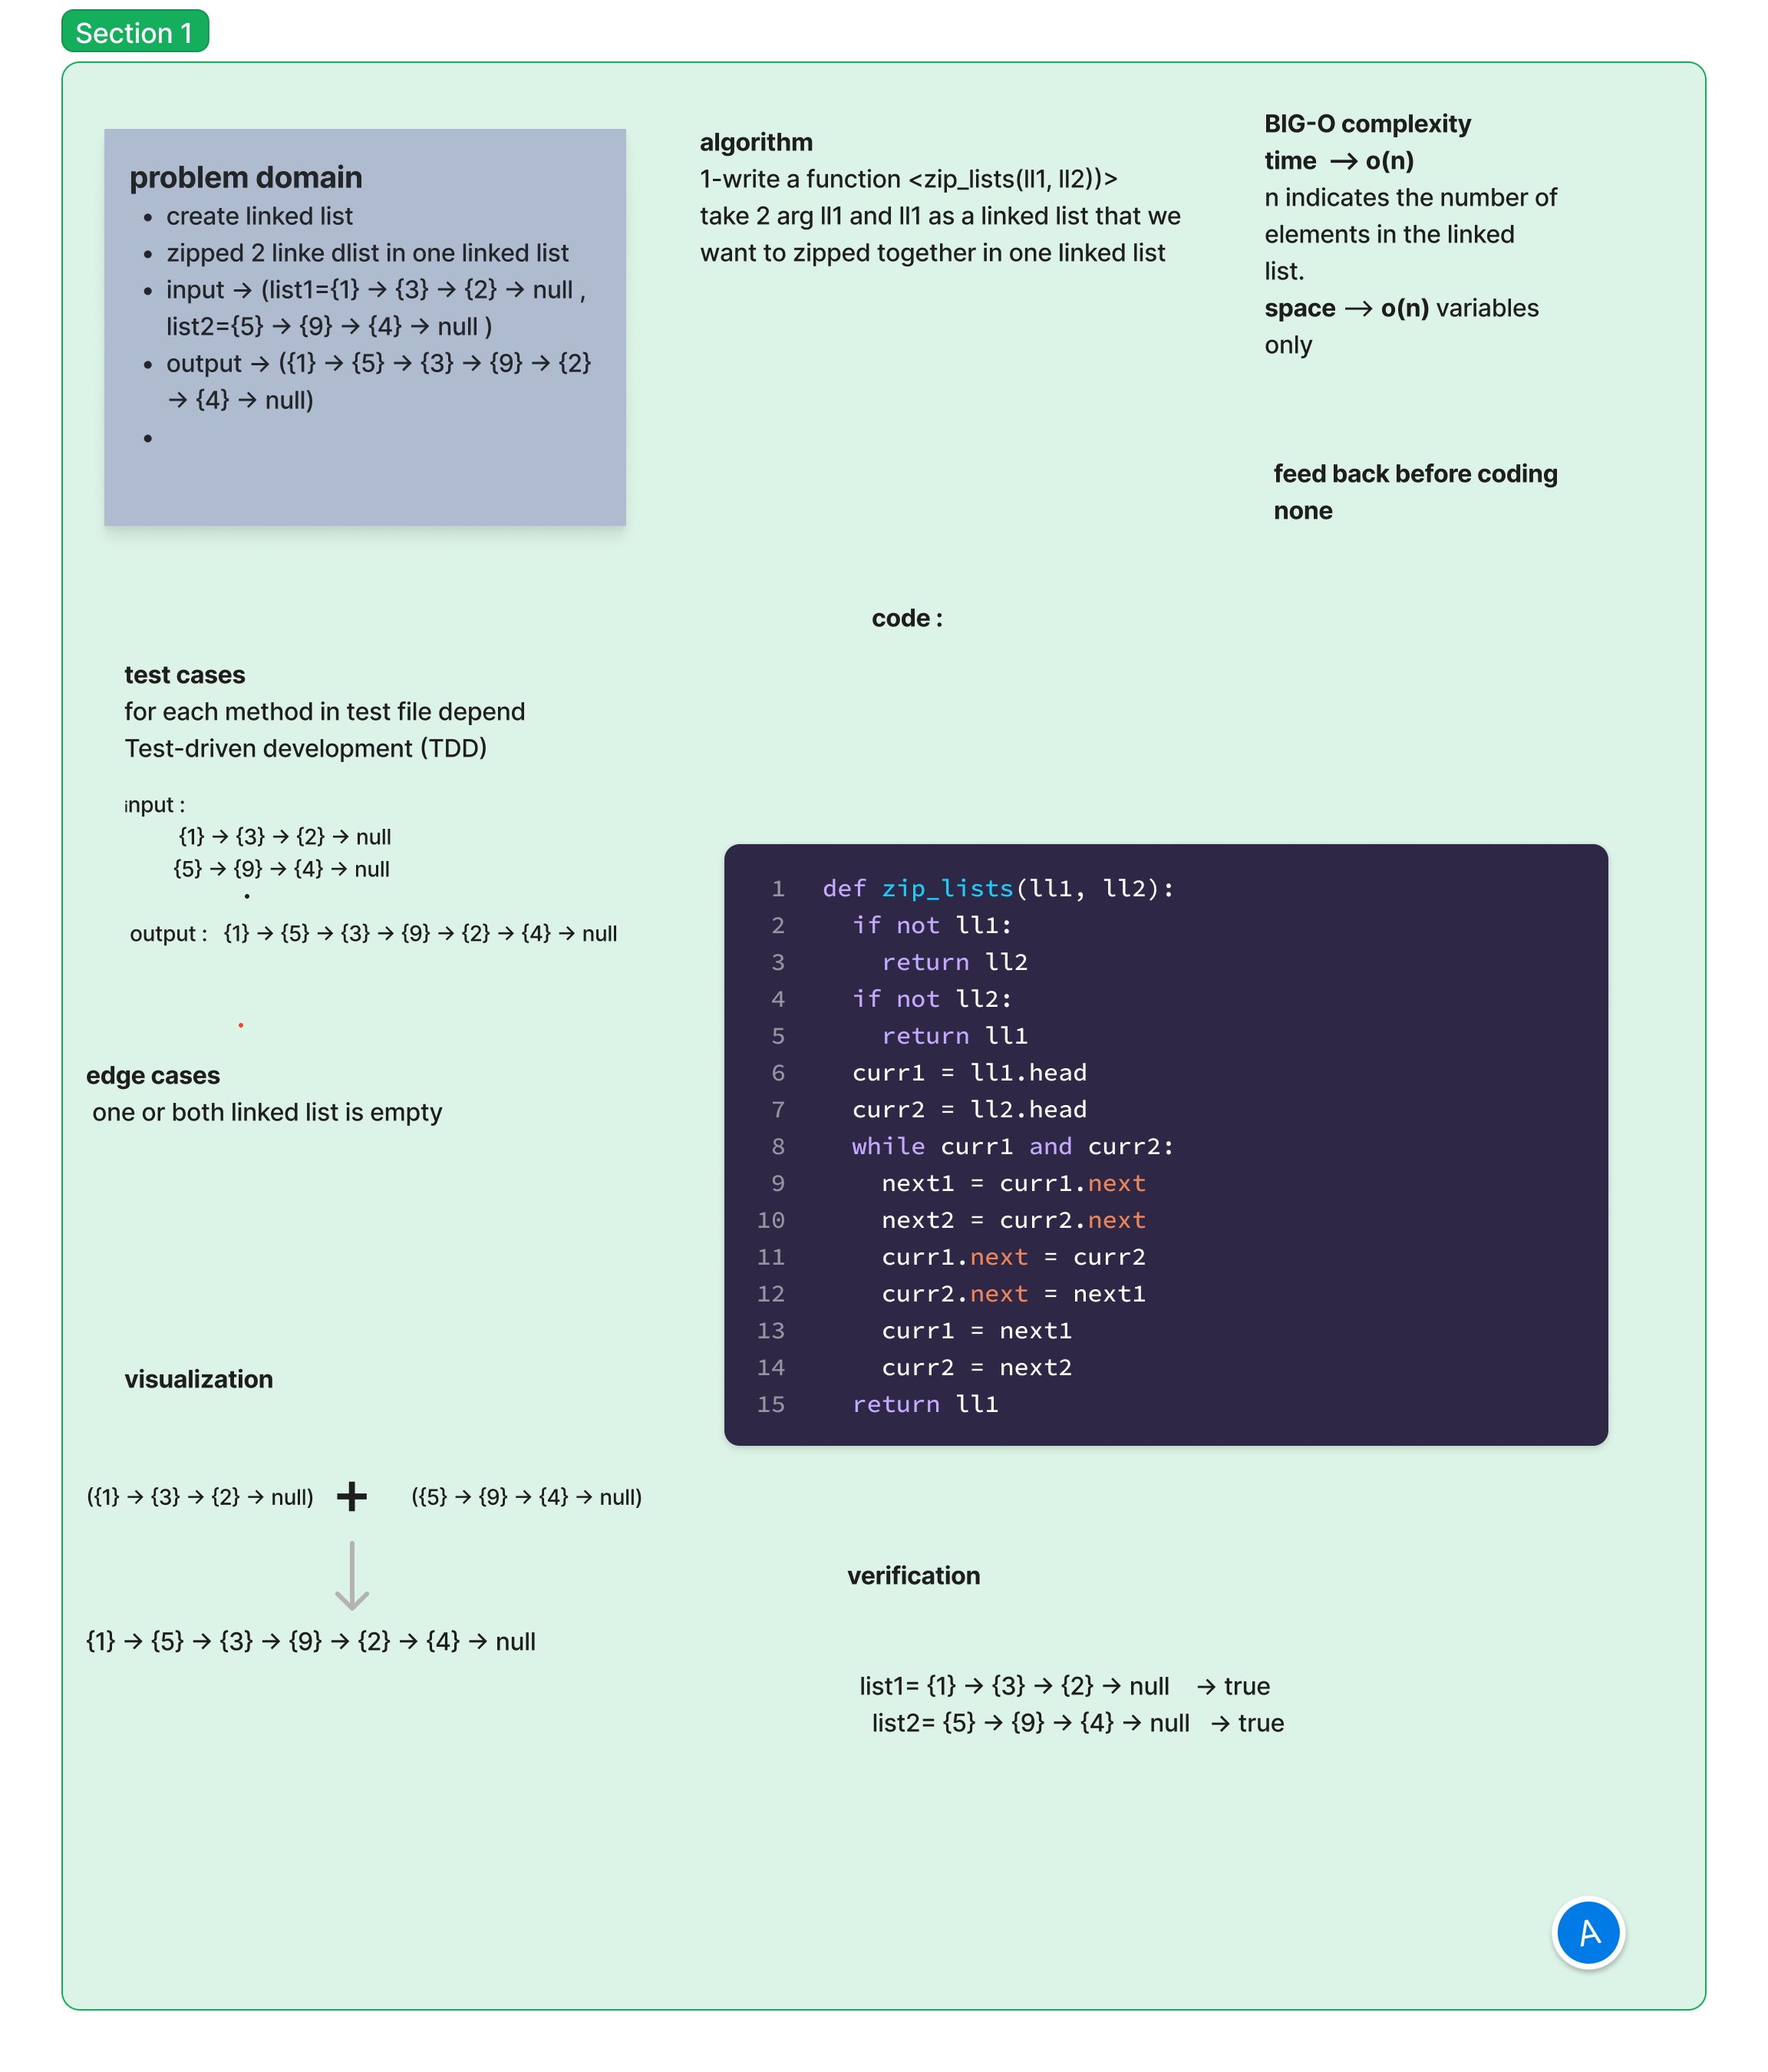 Section 1
problem domain
• create linked list
• zipped 2 linke dlist in one linked list
• input → (list1={1} → {3} → {2} → null ,
list2={5} → {9} → {4} → null )
• output → ({1} → {5} → {3} → {9} → {2}
→ {4} → null)
•
algorithm
1-write a function <zip_lists(ll1, ll2))>
take 2 arg ll1 and ll1 as a linked list that we
want to zipped together in one linked list
BIG-O complexity
time → o(n)
n indicates the number of
elements in the linked
list.
space → o(n) variables
only
feed back before coding
none
test cases
for each method in test file depend
Test-driven development (TDD)
input :
{1} → {3} → {2} → null
{5} → {9} → {4} → null
output : {1} → {5} → {3} → {9} → {2} → {4} → null
edge cases
one or both linked list is empty
visualization
({1} → {3} → {2} → null) + ({5} → {9} → {4} → null)
{1} → {5} → {3} → {9} → {2} → {4} → null
code :
1 def zip_lists(ll1, ll2):
2 if not ll1:
3 return ll2
4 if not ll2:
5 return ll1
6 curr1 = ll1.head
7 curr2 = ll2.head
8 while curr1 and curr2:
9 next1 = curr1.next
10 next2 = curr2.next
11 curr1.next = curr2
12 curr2.next = next1
13 curr1 = next1
14 curr2 = next2
15 return ll1
verification
list1= {1} → {3} → {2} → null → true
list2= {5} → {9} → {4} → null → true
A